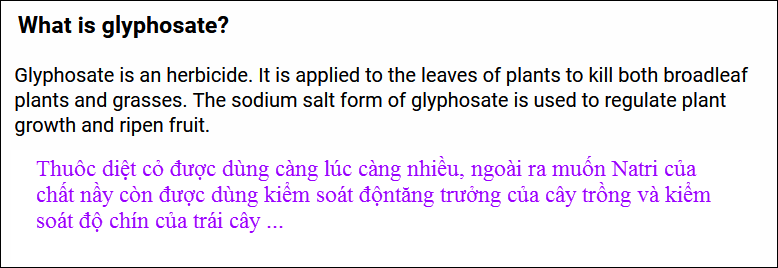 What is glyphosate?
Glyphosate is an herbicide. It is applied to the leaves of plants to kill both broadleaf
plants and grasses. The sodium salt form of glyphosate is used to regulate plant
growth and ripen fruit.
Thuôc diệt cỏ được dùng càng lúc càng nhiều, ngoài ra muốn Natri của
chất nầy còn được dùng kiểm soát độntăng trưởng của cây trồng và kiểm
soát độ chín của trái cây ...